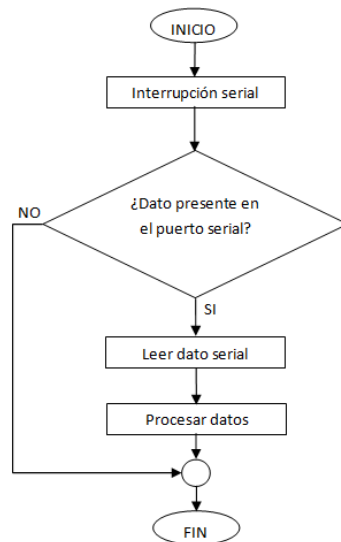 INICIO
Interrupción serial
¿Dato presente en
el puerto serial?
NO
SI
Leer dato serial
Procesar datos
FIN